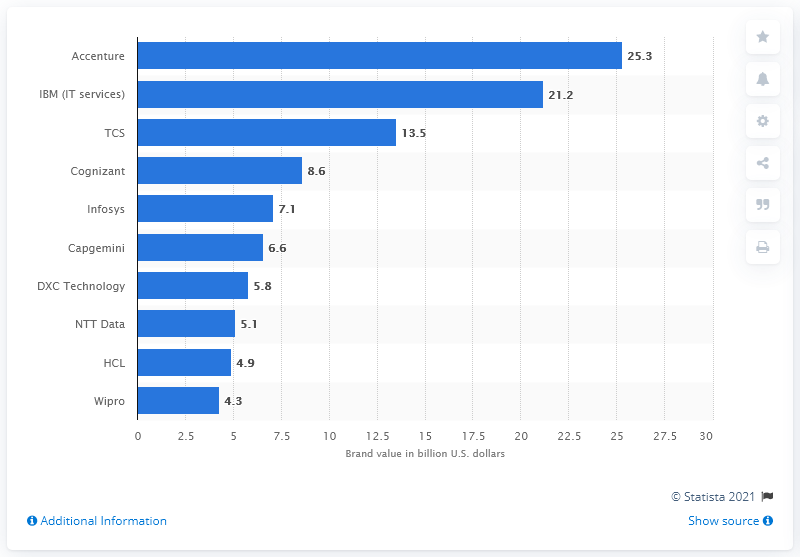 Accenture 25.3
IBM (IT services) 21.2
TCS 13.5
Cognizant 8.6
Infosys 7.1
Capgemini 6.6
DXC Technology 5.8
NTT Data 5.1
HCL 4.9
Wipro 4.3
0 2.5 5 7.5 10 12.5 15 17.5 20 22.5 25 27.5 30
Brand value in billion U.S. dollars
© Statista 2021
Additional Information Show source